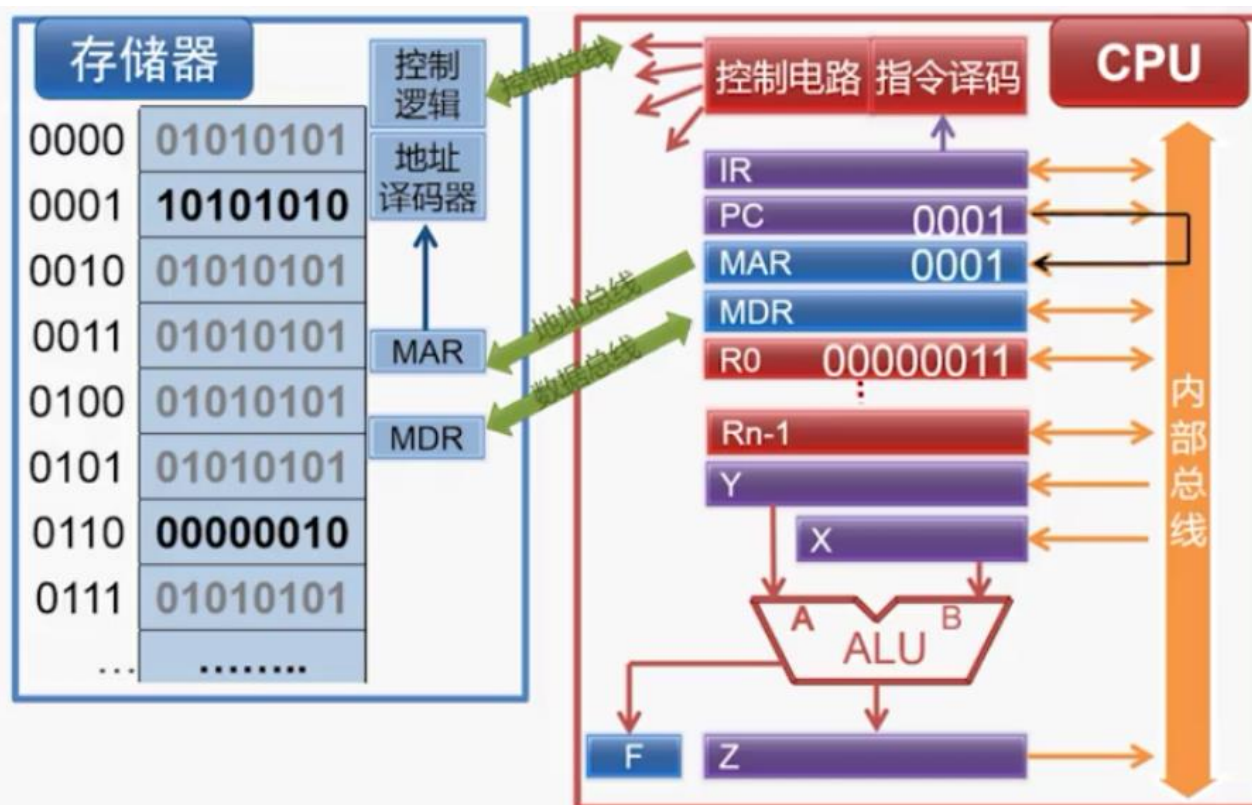 存储器
控制
逻辑
地址
译码器
0000 01010101
0001 10101010
0010 01010101
0011 01010101
0100 01010101
0101 01010101
0110 00000010
0111 01010101
... ........
MAR
MDR
控制总线
地址总线
数据总线
CPU
控制电路 指令译码
IR
PC 0001
MAR 0001
MDR
R0 00000011
⋮
Rn-1
Y
X
A B
ALU
F
Z
内部总线